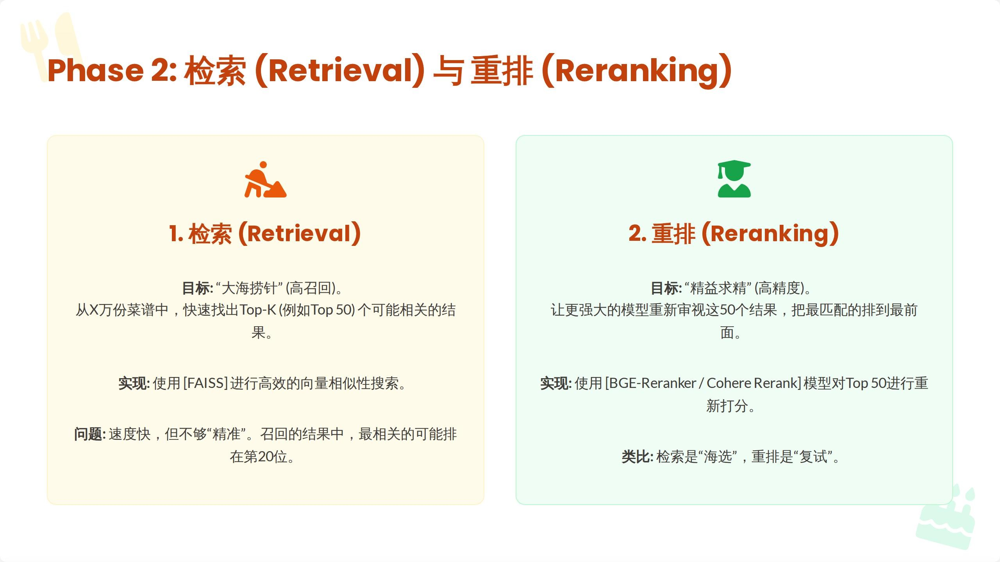 Phase 2: 检索 (Retrieval) 与 重排 (Reranking)
1. 检索 (Retrieval)
目标: “大海捞针” (高召回)。
从X万份菜谱中，快速找出Top-K (例如Top 50) 个可能相关的结
果。
实现: 使用 [FAISS] 进行高效的向量相似性搜索。
问题: 速度快，但不够“精准”。召回的结果中，最相关的可能排
在第20位。
2. 重排 (Reranking)
目标: “精益求精” (高精度)。
让更强大的模型重新审视这50个结果，把最匹配的排到最前
面。
实现: 使用 [BGE-Reranker / Cohere Rerank] 模型对Top 50进行重
新打分。
类比: 检索是“海选”，重排是“复试”。